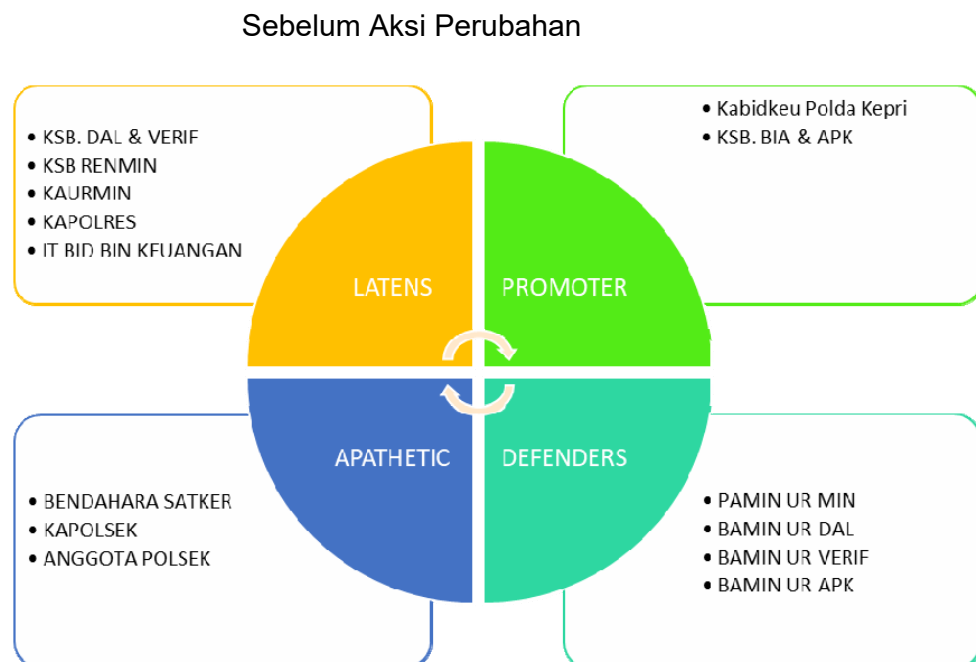 Sebelum Aksi Perubahan
• KSB. DAL & VERIF
• KSB RENMIN
• KAURMIN
• KAPOLRES
• IT BID BIN KEUANGAN
• Kabidkeu Polda Kepri
• KSB. BIA & APK
LATENS
PROMOTER
APATHETIC
DEFENDERS
• BENDAHARA SATKER
• KAPOLSEK
• ANGGOTA POLSEK
• PAMIN UR MIN
• BAMIN UR DAL
• BAMIN UR VERIF
• BAMIN UR APK